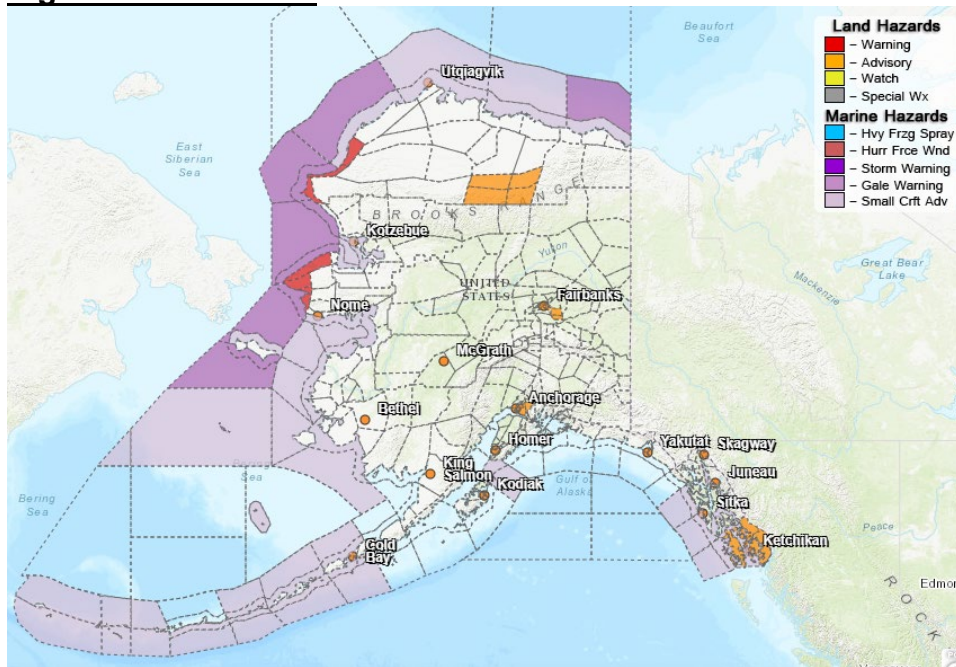 Beaufort
Sea
Land Hazards
– Warning
– Advisory
– Watch
– Special Wx
Marine Hazards
– Hvy Frzg Spray
– Hurr Frce Wnd
– Storm Warning
– Gale Warning
– Small Crft Adv
Utqiagvik
East
Siberian
Sea
BROOKS RANGE
Kotzebue
Yukon
Great Bear
Lake
Mackenzie
UNITED
STATES
Fairbanks
Nome
McGrath
Anchorage
Bethel
Homer
Yakutat
Skagway
King
Salmon
Juneau
Sea
Kodiak
Gulf of
Alaska
Bering
Sea
Sitka
Peace
Ketchikan
Cold
Bay
Edmo
ROCK